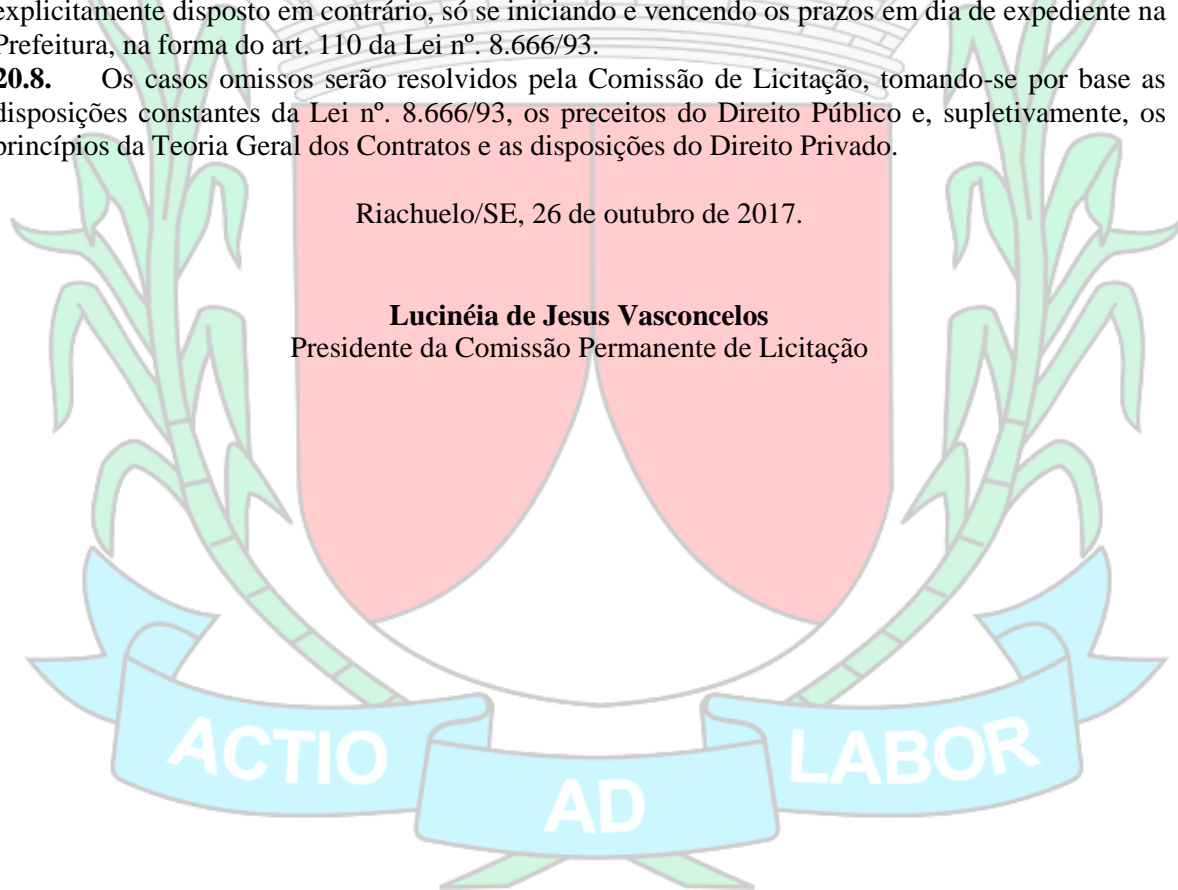 explicitamente disposto em contrário, só se iniciando e vencendo os prazos em dia de expediente na
Prefeitura, na forma do art. 110 da Lei nº. 8.666/93.
20.8. Os casos omissos serão resolvidos pela Comissão de Licitação, tomando-se por base as
disposições constantes da Lei nº. 8.666/93, os preceitos do Direito Público e, supletivamente, os
princípios da Teoria Geral dos Contratos e as disposições do Direito Privado.
Riachuelo/SE, 26 de outubro de 2017.
Lucinéia de Jesus Vasconcelos
Presidente da Comissão Permanente de Licitação
ACTIO
AD
LABOR